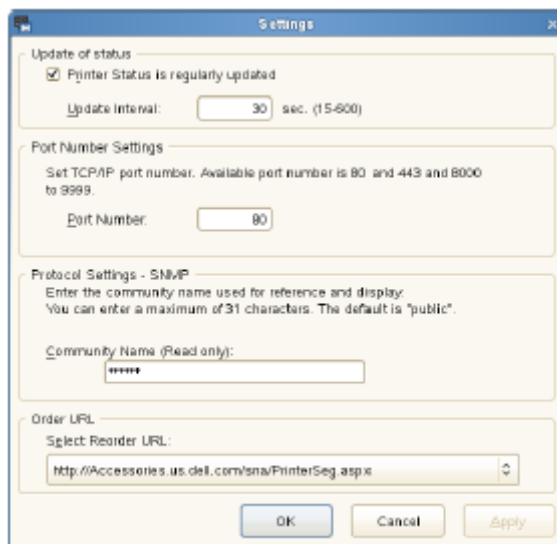 Settings
Update of status
Printer Status is regularly updated
Update Interval: 30 sec. (15-600)
Port Number Settings
Set TCP/IP port number. Available port number is 80 and 443 and 8000
to 9999.
Port Number: 80
Protocol Settings - SNMP
Enter the community name used for reference and display:
You can enter a maximum of 31 characters. The default is "public".
Community Name (Read only):
******
Order URL
Select Reorder URL:
http://Accessories.us.dell.com/sna/PrinterSeg.aspx
OK Cancel Apply